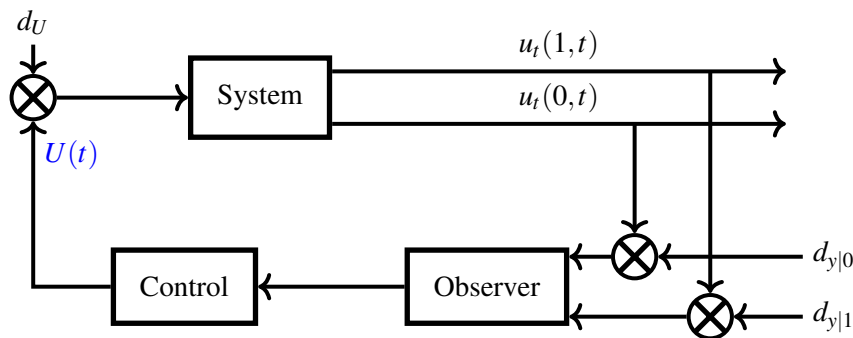 d_U
u_t(1,t)
System
u_t(0,t)
U(t)
d_{y|0}
Control
Observer
d_{y|1}